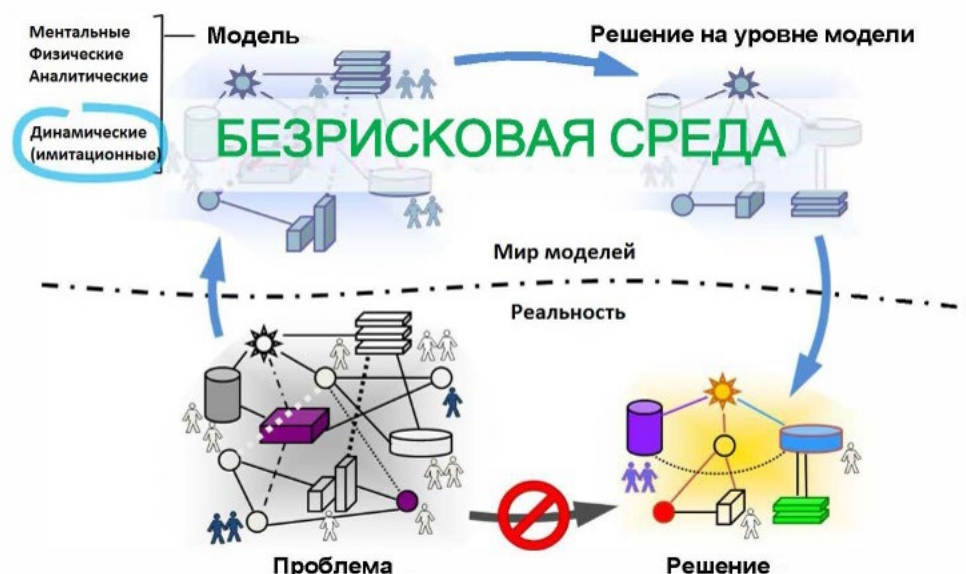 Ментальные
Физические
Аналитические
Динамические
(имитационные)
Модель
Решение на уровне модели
БЕЗРИСКОВАЯ СРЕДА
Мир моделей
Реальность
Проблема
Решение